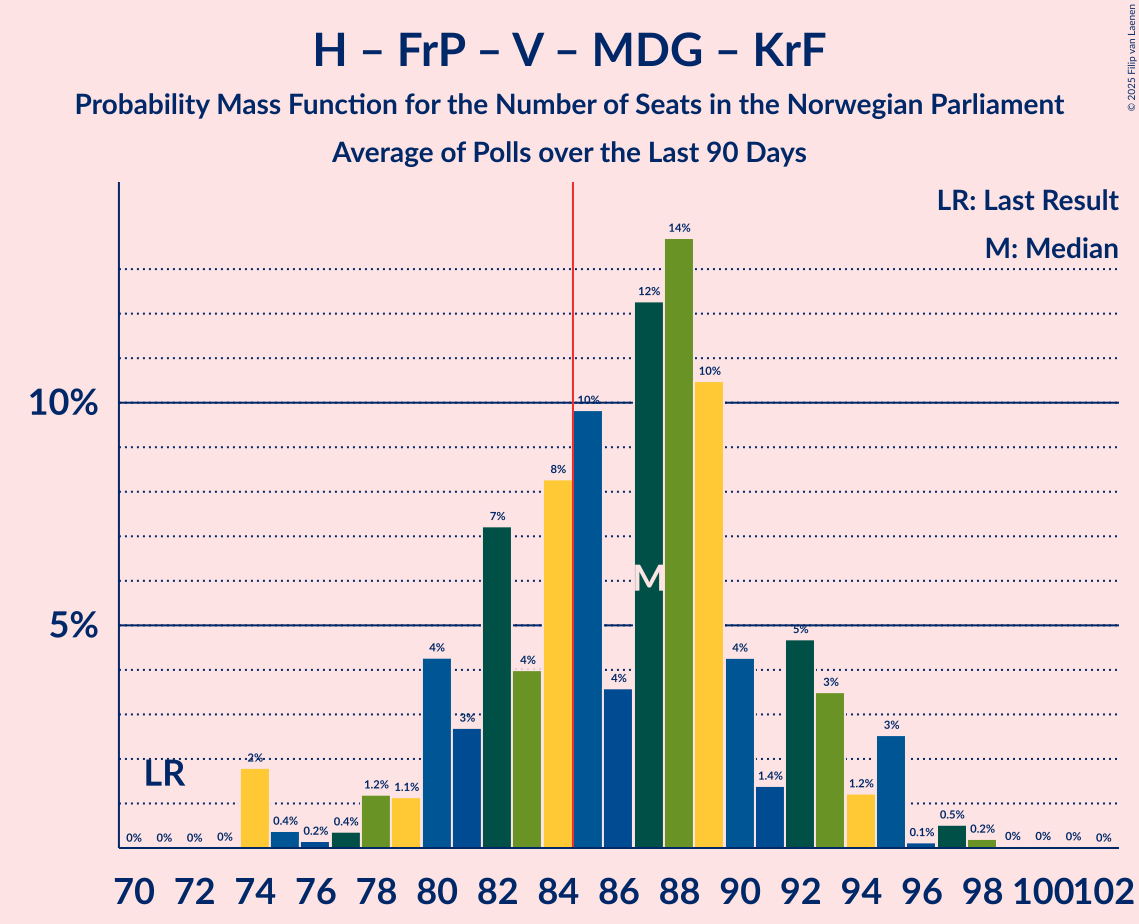 H – FrP – V – MDG – KrF
Probability Mass Function for the Number of Seats in the Norwegian Parliament
Average of Polls over the Last 90 Days
© 2025 Filip van Laenen
LR: Last Result
M: Median
10%
5%
LR
M
0% 0% 0% 0% 2% 0.4% 0.2% 0.4% 1.2% 1.1% 4% 3% 7% 4% 8% 10% 4% 12% 14% 10% 4% 1.4% 5% 3% 1.2% 3% 0.1% 0.5% 0.2% 0% 0% 0% 0%
70 72 74 76 78 80 82 84 86 88 90 92 94 96 98 100 102